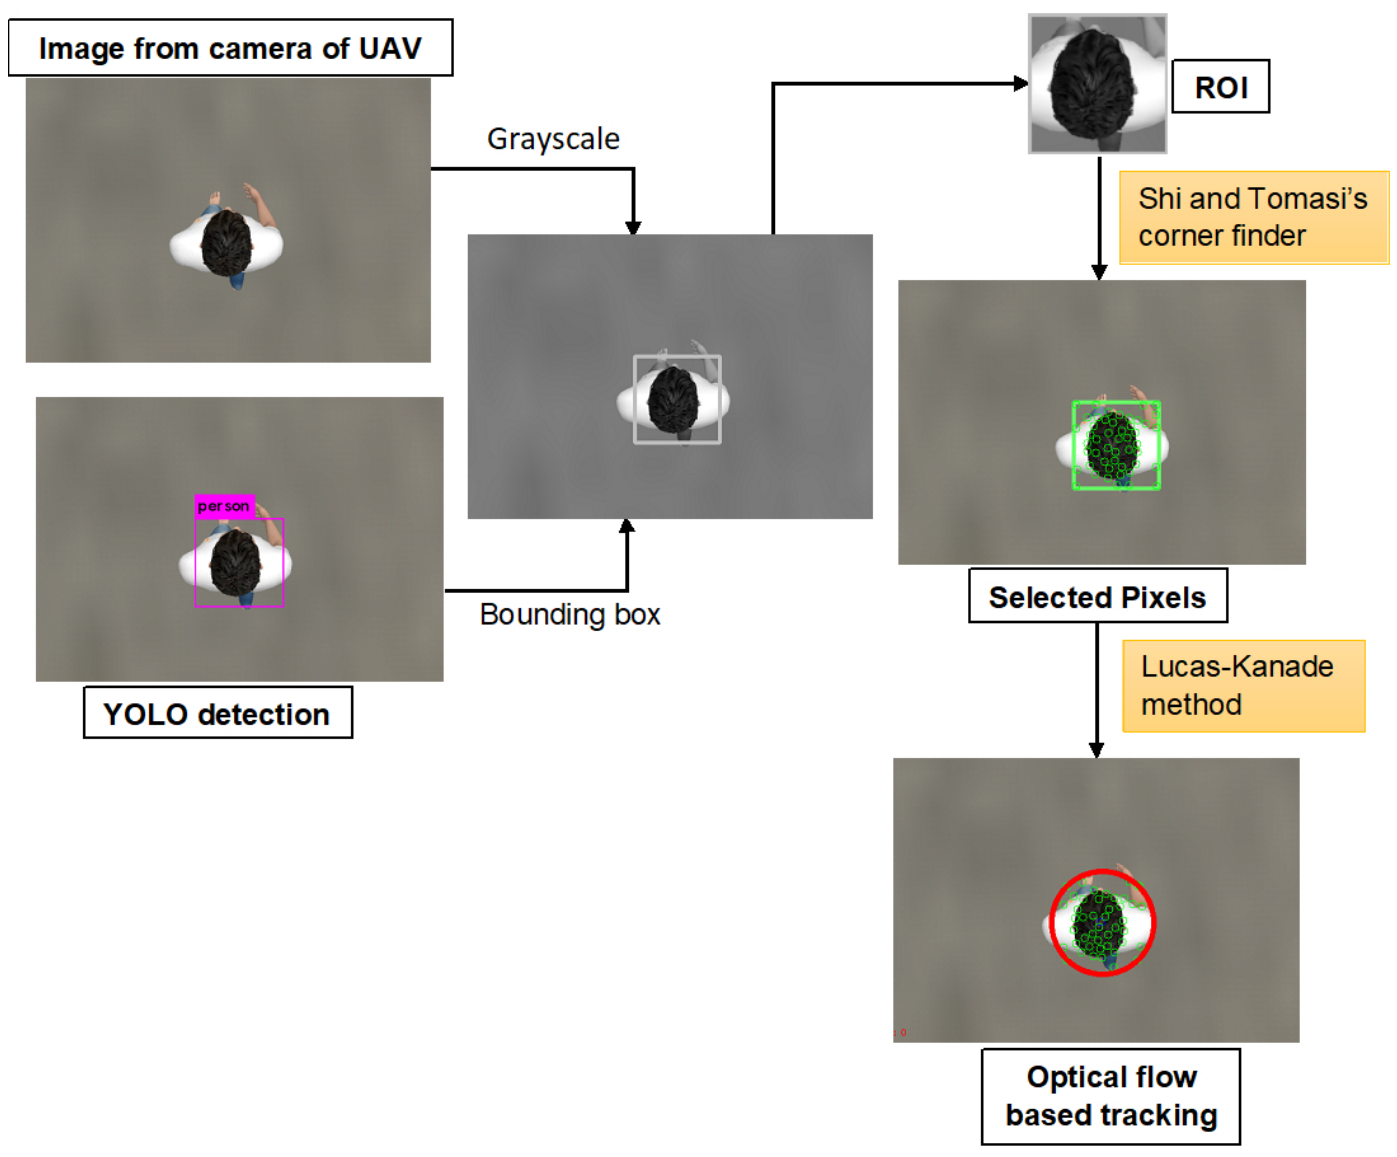 Image from camera of UAV
Grayscale
ROI
Shi and Tomasi's
corner finder
person
Bounding box
YOLO detection
Selected Pixels
Lucas-Kanade
method
: 0
Optical flow
based tracking